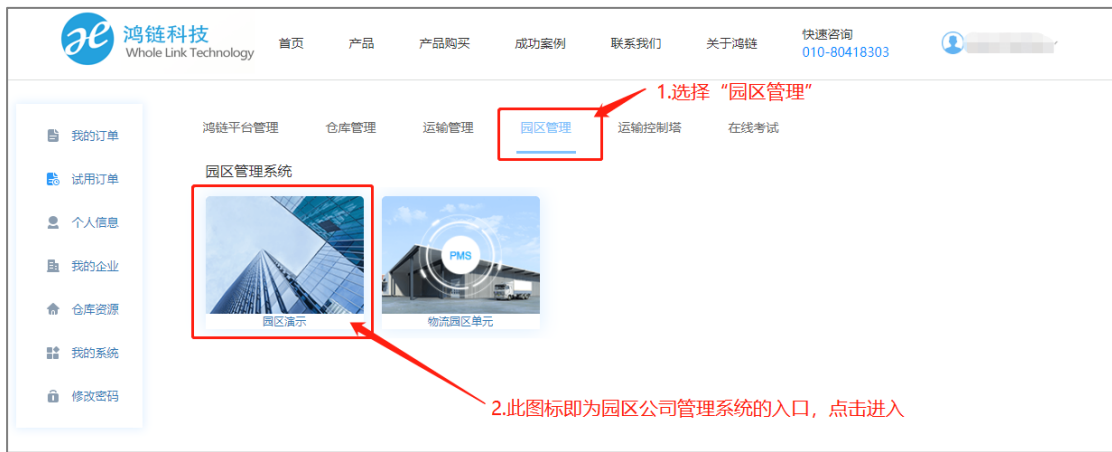 鸿链科技
Whole Link Technology
首页 产品 产品购买 成功案例 联系我们 关于鸿链 快速咨询
010-80418303
1.选择“园区管理”
鸿链平台管理 仓库管理 运输管理 园区管理 运输控制塔 在线考试
我的订单
试用订单
个人信息
我的企业
仓库资源
我的系统
修改密码
园区管理系统
PMS
园区演示 物流园区单元
2.此图标即为园区公司管理系统的入口，点击进入